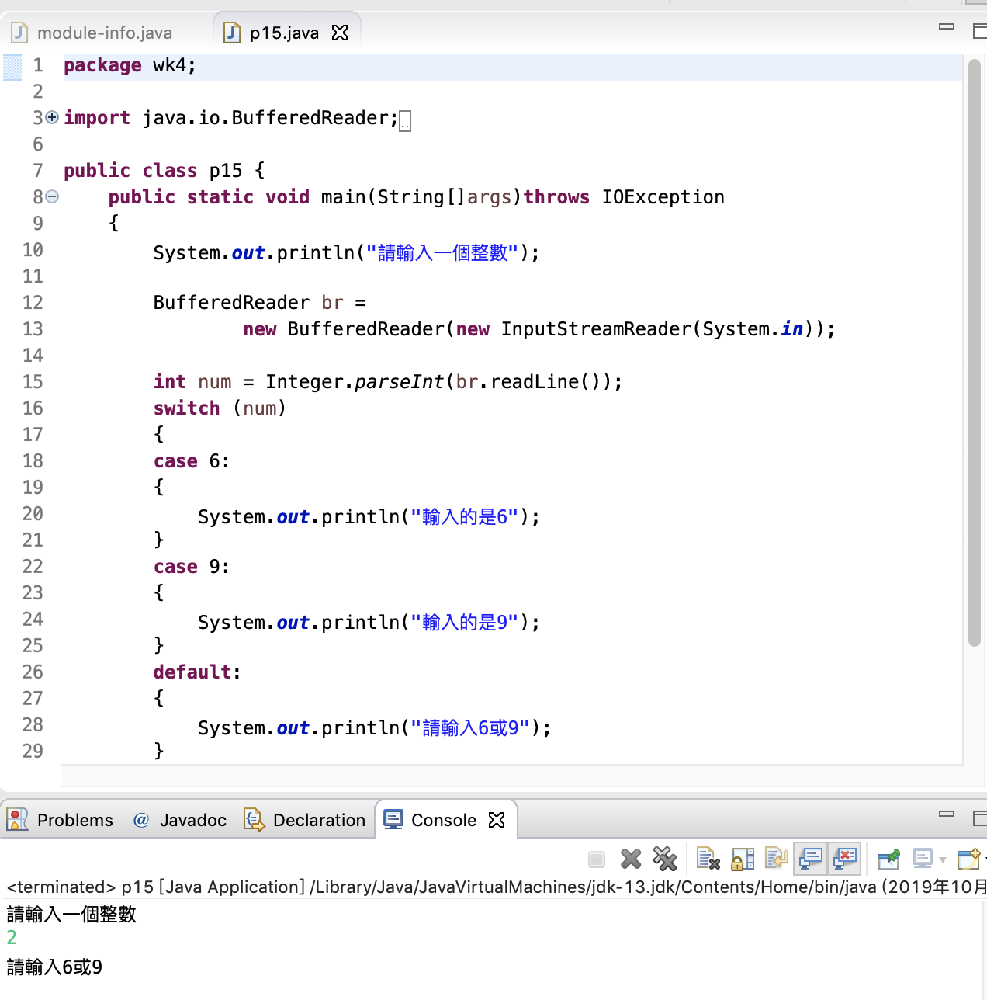 module-info.java
p15.java
1 package wk4;
2
3 import java.io.BufferedReader;
6
7 public class p15 {
8 public static void main(String[]args)throws IOException
9 {
10 System.out.println("請輸入一個整數");
11
12 BufferedReader br =
13 new BufferedReader(new InputStreamReader(System.in));
14
15 int num = Integer.parseInt(br.readLine());
16 switch (num)
17 {
18 case 6:
19 {
20 System.out.println("輸入的是6");
21 }
22 case 9:
23 {
24 System.out.println("輸入的是9");
25 }
26 default:
27 {
28 System.out.println("請輸入6或9");
29 }
Problems @ Javadoc Declaration Console
<terminated> p15 [Java Application] /Library/Java/JavaVirtualMachines/jdk-13.jdk/Contents/Home/bin/java (2019年10月
請輸入一個整數
2
請輸入6或9